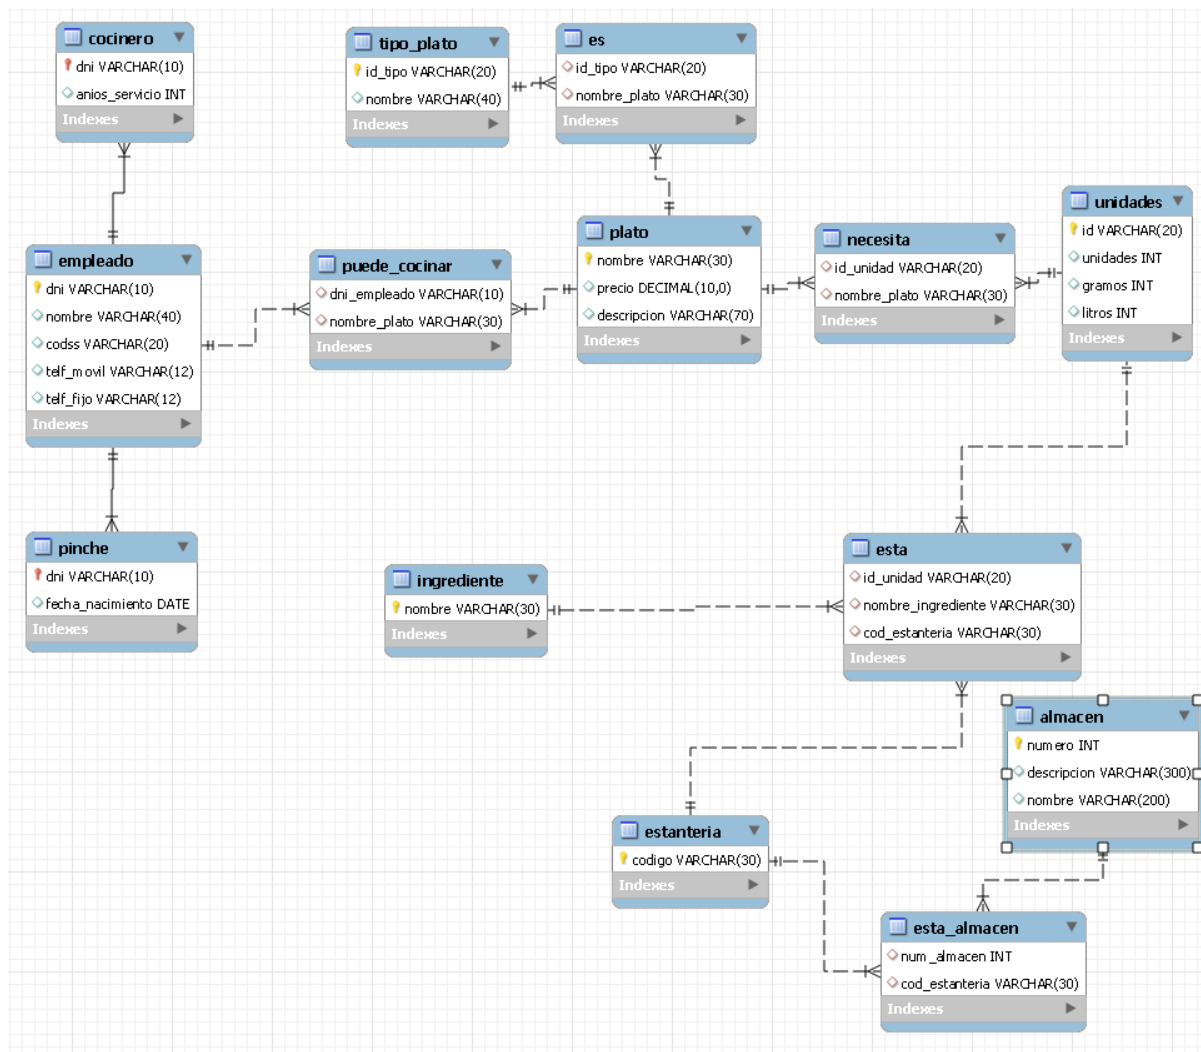 cocinero
dni VARCHAR(10)
anios_servicio INT
Indexes
tipo_plato
id_tipo VARCHAR(20)
nombre VARCHAR(40)
Indexes
es
id_tipo VARCHAR(20)
nombre_plato VARCHAR(30)
Indexes
empleado
dni VARCHAR(10)
nombre VARCHAR(40)
codss VARCHAR(20)
telf_movil VARCHAR(12)
telf_fijo VARCHAR(12)
Indexes
puede_cocinar
dni_empleado VARCHAR(10)
nombre_plato VARCHAR(30)
Indexes
plato
nombre VARCHAR(30)
precio DECIMAL(10,0)
descripcion VARCHAR(70)
Indexes
necesita
id_unidad VARCHAR(20)
nombre_plato VARCHAR(30)
Indexes
unidades
id VARCHAR(20)
unidades INT
gramos INT
litros INT
Indexes
pinche
dni VARCHAR(10)
fecha_nacimiento DATE
Indexes
ingrediente
nombre VARCHAR(30)
Indexes
esta
id_unidad VARCHAR(20)
nombre_ingrediente VARCHAR(30)
cod_estanteria VARCHAR(30)
Indexes
almacen
numero INT
descripcion VARCHAR(300)
nombre VARCHAR(200)
Indexes
estanteria
codigo VARCHAR(30)
Indexes
esta_almacen
num_almacen INT
cod_estanteria VARCHAR(30)
Indexes